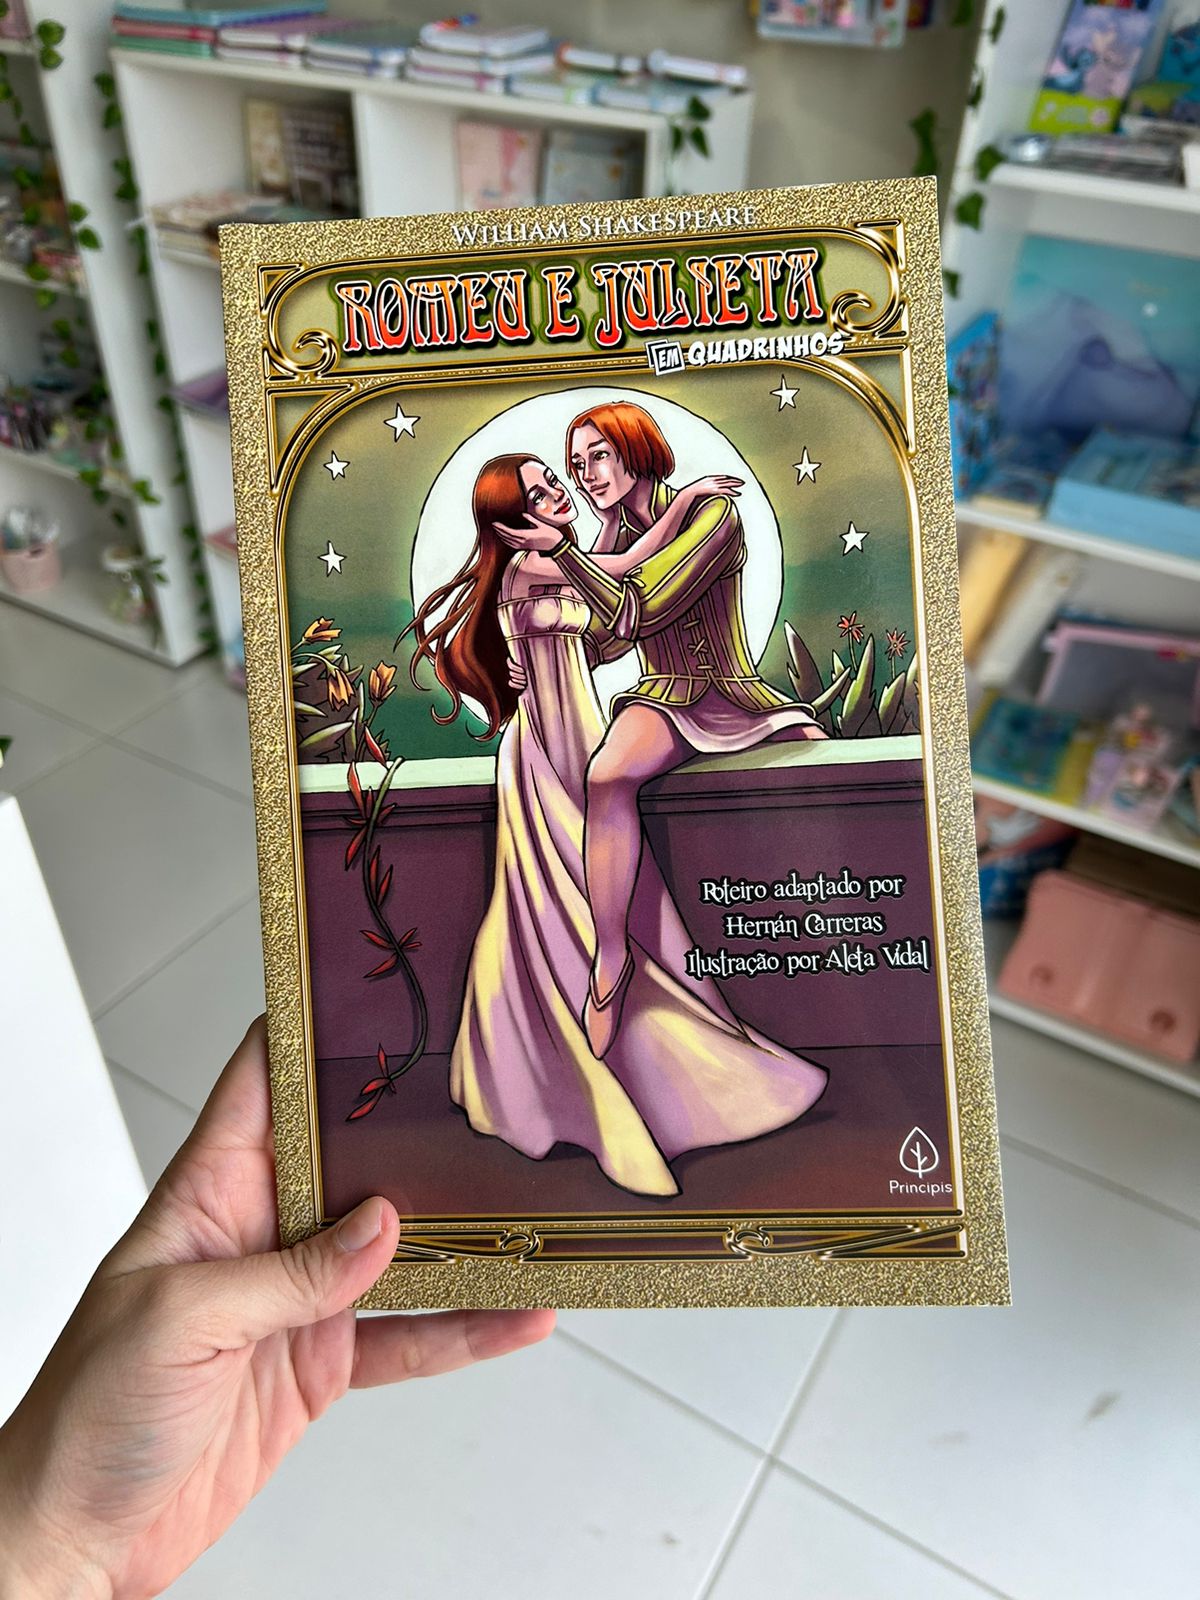 WILLIAM SHAKESPEARE
ROMEU E JULIETA
EM QUADRINHOS
Roteiro adaptado por
Hernán Carreras
Ilustração por Aleta Vidal
Principis